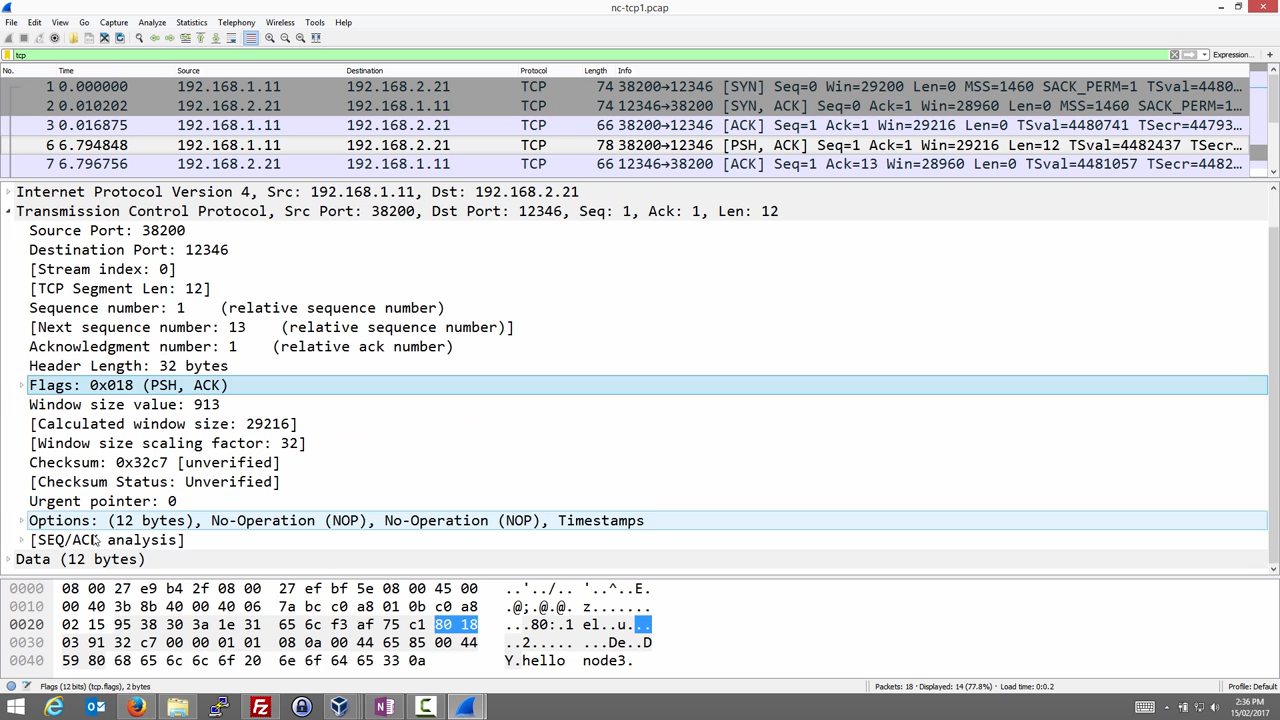 nc-tcp1.pcap
File Edit View Go Capture Analyze Statistics Telephony Wireless Tools Help
tcp Expression… +
No. Time Source Destination Protocol Length Info
1 0.000000 192.168.1.11 192.168.2.21 TCP 74 38200→12346 [SYN] Seq=0 Win=29200 Len=0 MSS=1460 SACK_PERM=1 TSval=4480…
2 0.010202 192.168.2.21 192.168.1.11 TCP 74 12346→38200 [SYN, ACK] Seq=0 Ack=1 Win=28960 Len=0 MSS=1460 SACK_PERM=1…
3 0.016875 192.168.1.11 192.168.2.21 TCP 66 38200→12346 [ACK] Seq=1 Ack=1 Win=29216 Len=0 TSval=4480741 TSecr=44793…
6 6.794848 192.168.1.11 192.168.2.21 TCP 78 38200→12346 [PSH, ACK] Seq=1 Ack=1 Win=29216 Len=12 TSval=4482437 TSecr…
7 6.796756 192.168.2.21 192.168.1.11 TCP 66 12346→38200 [ACK] Seq=1 Ack=13 Win=28960 Len=0 TSval=4481057 TSecr=4482…
Internet Protocol Version 4, Src: 192.168.1.11, Dst: 192.168.2.21
Transmission Control Protocol, Src Port: 38200, Dst Port: 12346, Seq: 1, Ack: 1, Len: 12
Source Port: 38200
Destination Port: 12346
[Stream index: 0]
[TCP Segment Len: 12]
Sequence number: 1 (relative sequence number)
[Next sequence number: 13 (relative sequence number)]
Acknowledgment number: 1 (relative ack number)
Header Length: 32 bytes
Flags: 0x018 (PSH, ACK)
Window size value: 913
[Calculated window size: 29216]
[Window size scaling factor: 32]
Checksum: 0x32c7 [unverified]
[Checksum Status: Unverified]
Urgent pointer: 0
Options: (12 bytes), No-Operation (NOP), No-Operation (NOP), Timestamps
[SEQ/ACK analysis]
Data (12 bytes)
0000 08 00 27 e9 b4 2f 08 00 27 ef bf 5e 08 00 45 00 ..'../.. '..^..E.
0010 00 40 3b 8b 40 00 40 06 7a bc c0 a8 01 0b c0 a8 .@;.@.@. z.......
0020 02 15 95 38 30 3a 1e 31 65 6c f3 af 75 c1 80 18 ...80:.1 el..u...
0030 03 91 32 c7 00 00 01 01 08 0a 00 44 65 85 00 44 ..2..... ...De..D
0040 59 80 68 65 6c 6c 6f 20 6e 6f 64 65 33 0a Y.hello node3.
Flags (12 bits) (tcp.flags), 2 bytes Packets: 18 · Displayed: 14 (77.8%) · Load time: 0:0.2 Profile: Default
2:36 PM
15/02/2017